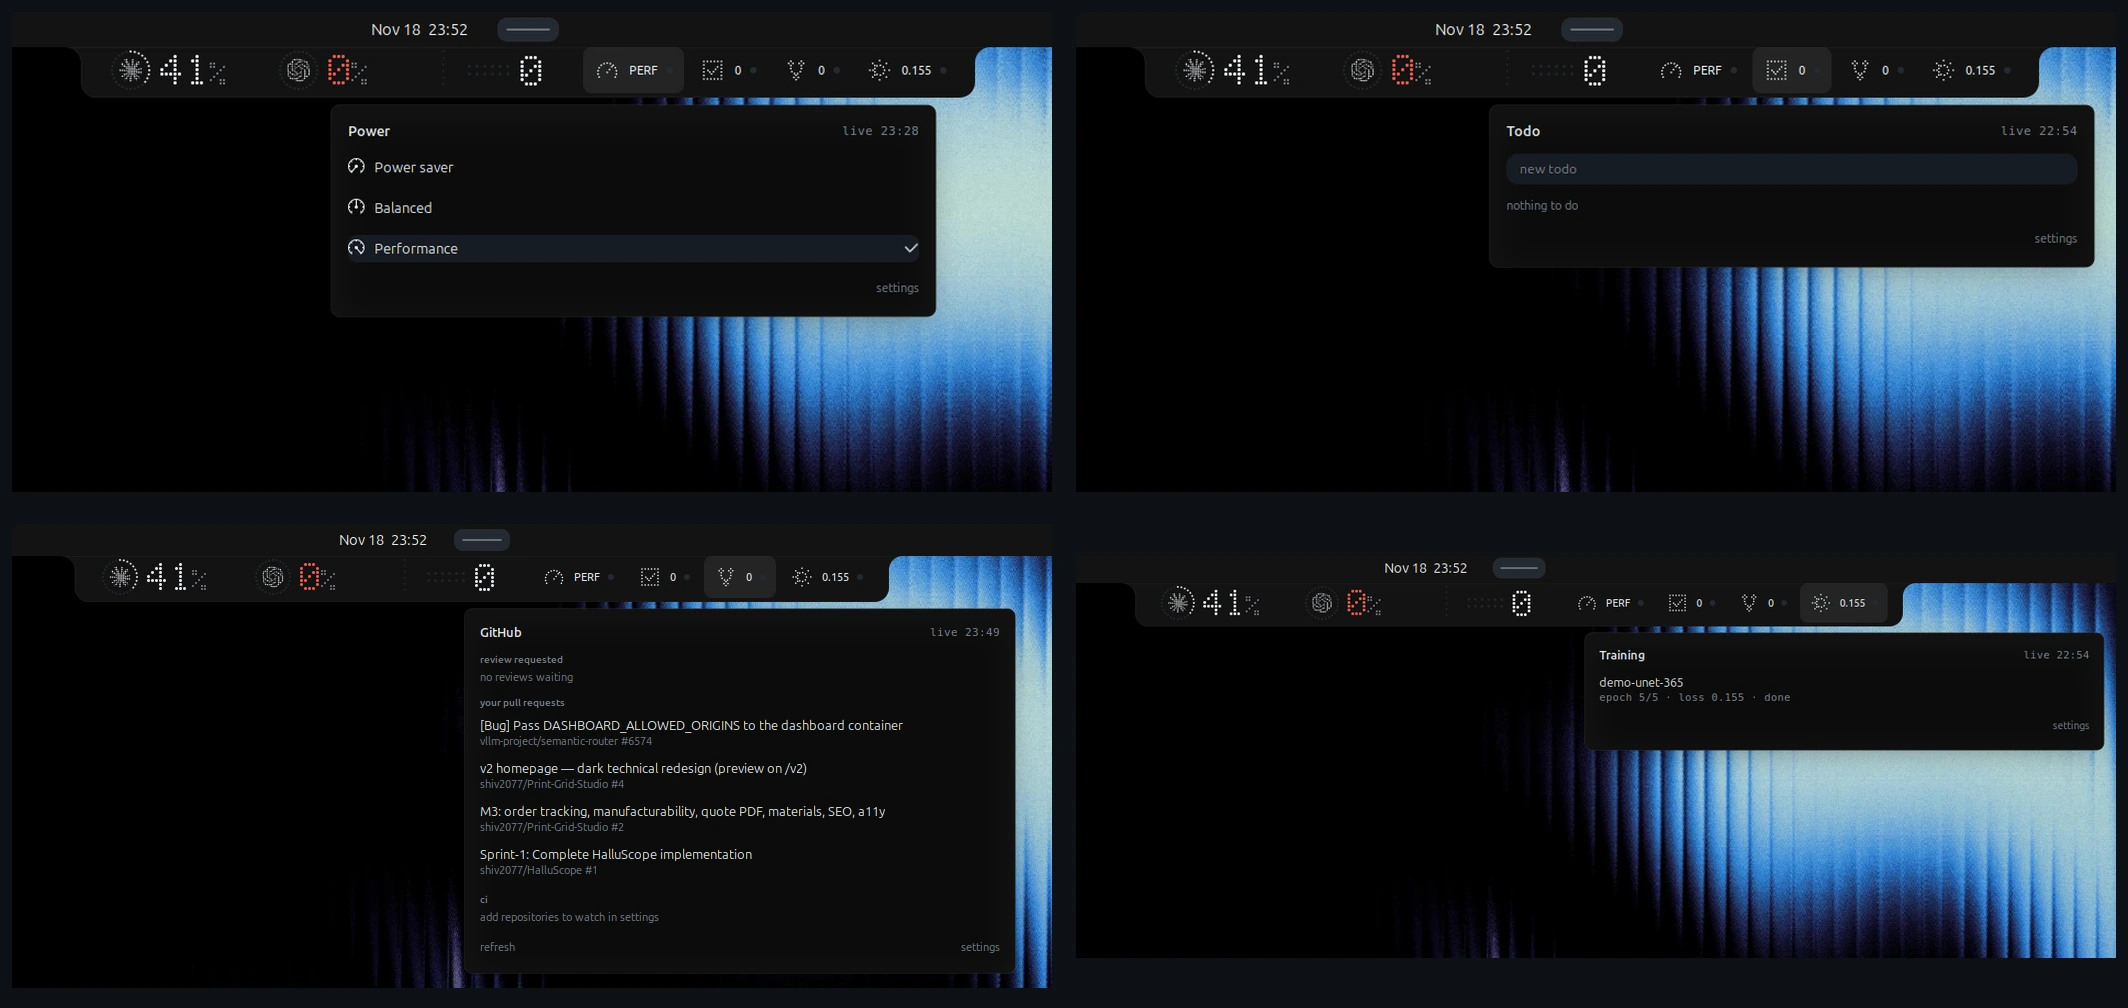 Nov 18 23:52
41%
0%
0
PERF
0
0
0.155
Power
live 23:28
Power saver
Balanced
Performance
settings
Nov 18 23:52
41%
0%
0
PERF
0
0
0.155
Todo
live 22:54
new todo
nothing to do
settings
Nov 18 23:52
41%
0%
0
PERF
0
0
0.155
GitHub
live 23:49
review requested
no reviews waiting
your pull requests
[Bug] Pass DASHBOARD_ALLOWED_ORIGINS to the dashboard container
vllm-project/semantic-router #6574
v2 homepage — dark technical redesign (preview on /v2)
shiv2077/Print-Grid-Studio #4
M3: order tracking, manufacturability, quote PDF, materials, SEO, a11y
shiv2077/Print-Grid-Studio #2
Sprint-1: Complete HalluScope implementation
shiv2077/HalluScope #1
ci
add repositories to watch in settings
refresh
settings
Nov 18 23:52
41%
0%
0
PERF
0
0
0.155
Training
live 22:54
demo-unet-365
epoch 5/5 · loss 0.155 · done
settings